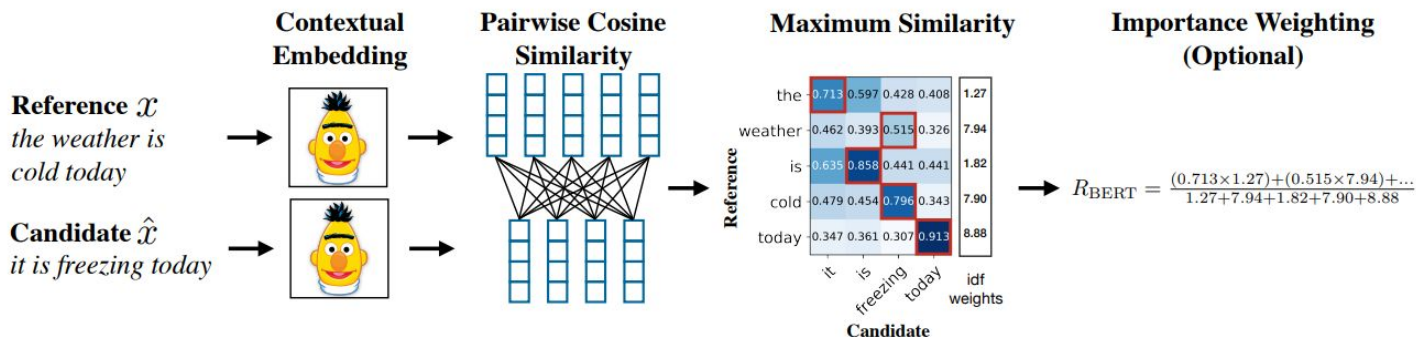 Contextual
Embedding
Pairwise Cosine
Similarity
Maximum Similarity
Importance Weighting
(Optional)
Reference x
the weather is
cold today
Candidate x̂
it is freezing today
Reference
the 0.713 0.597 0.428 0.408 1.27
weather 0.462 0.393 0.515 0.326 7.94
is 0.635 0.858 0.441 0.441 1.82
cold 0.479 0.454 0.796 0.343 7.90
today 0.347 0.361 0.307 0.913 8.88
it is freezing today
idf
weights
Candidate
R_BERT = (0.713×1.27)+(0.515×7.94)+... / 1.27+7.94+1.82+7.90+8.88